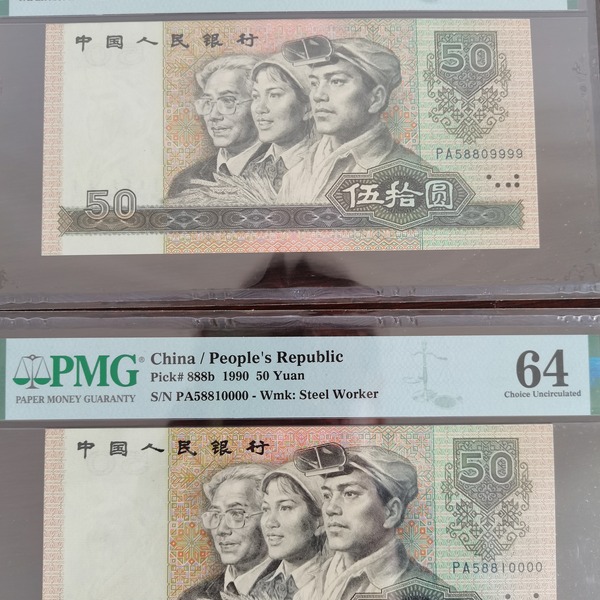 中国人民银行
50
PA58809999
50
伍拾圆
PMG
PAPER MONEY GUARANTY
China / People's Republic
Pick# 888b 1990 50 Yuan
S/N PA58810000 - Wmk: Steel Worker
64
Choice Uncirculated
中国人民银行
50
PA58810000